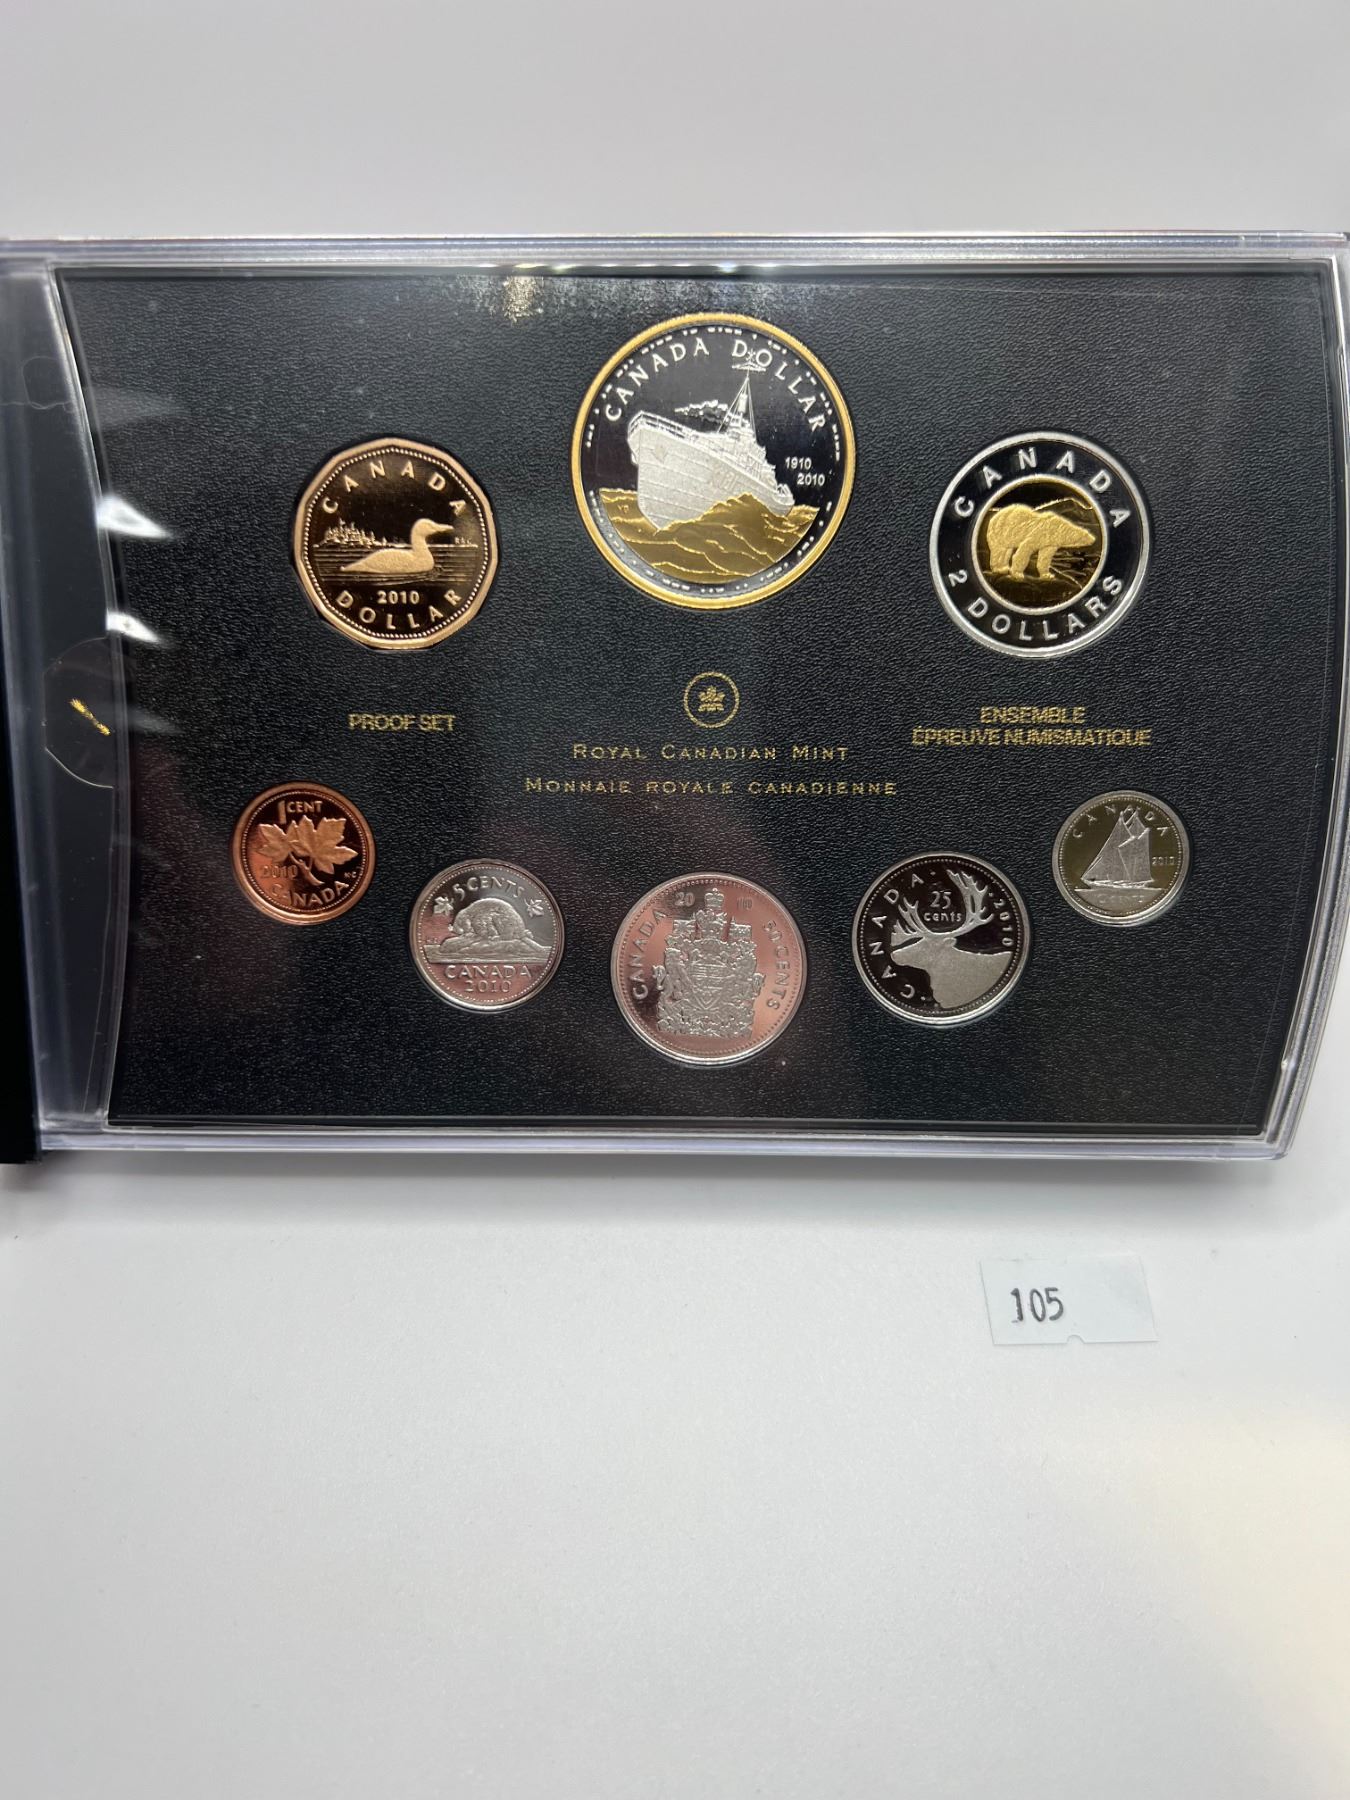 CANADA DOLLAR
1910
2010
CANADA
2010
DOLLAR
CANADA
2 DOLLARS
PROOF SET
ROYAL CANADIAN MINT
MONNAIE ROYALE CANADIENNE
ENSEMBLE
ÉPREUVE NUMISMATIQUE
1 CENT
2010
CANADA
5 CENTS
CANADA
2010
CANADA
2010
50 CENTS
CANADA
25
cents
2010
CANADA
2010
105